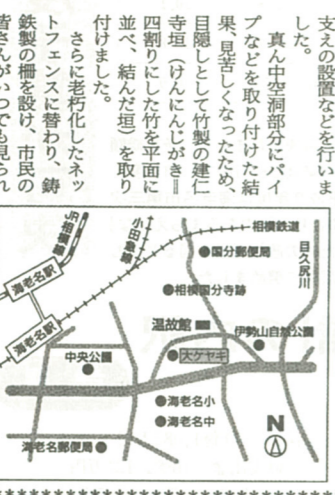 支えの設置などを行いま
した。
真ん中空洞部分にパイ
プなどを取り付けた結
果、見苦しくなったため、
目隠しとして竹製の建仁
寺垣（けんにんじがき＝
四割りにした竹を平面に
並べ、結んだ垣）を取り
付けました。
さらに老朽化したネッ
トフェンスに替わり、鋳
鉄製の柵を設け、市民の
皆さんがいつでも見られ
JR相模線
小田急線
相模鉄道
目久尻川
海老名駅
海老名駅
国分郵便局
相模国分寺跡
温故館
伊勢山自然公園
大ケヤキ
中央公園
海老名小
海老名中
海老名郵便局
N